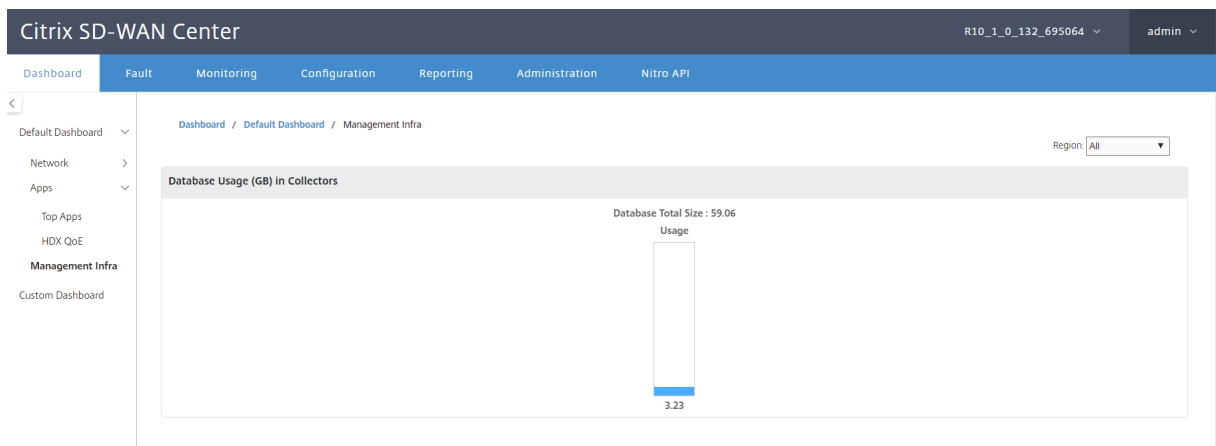 Citrix SD-WAN Center
R10_1_0_132_695064
admin
Dashboard Fault Monitoring Configuration Reporting Administration Nitro API
Default Dashboard
Network
Apps
Top Apps
HDX QoE
Management Infra
Custom Dashboard
Dashboard / Default Dashboard / Management Infra
Region: All
Database Usage (GB) in Collectors
Database Total Size : 59.06
Usage
3.23